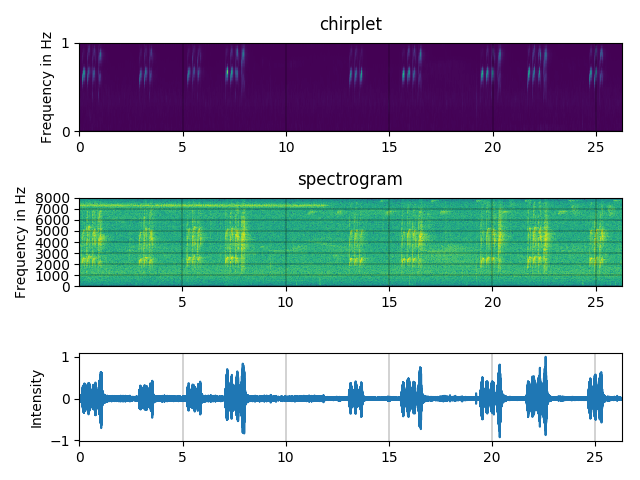 chirplet
Frequency in Hz
1
0
0 5 10 15 20 25
spectrogram
Frequency in Hz
8000
7000
6000
5000
4000
3000
2000
1000
0
5 10 15 20 25
Intensity
1
0
−1
0 5 10 15 20 25